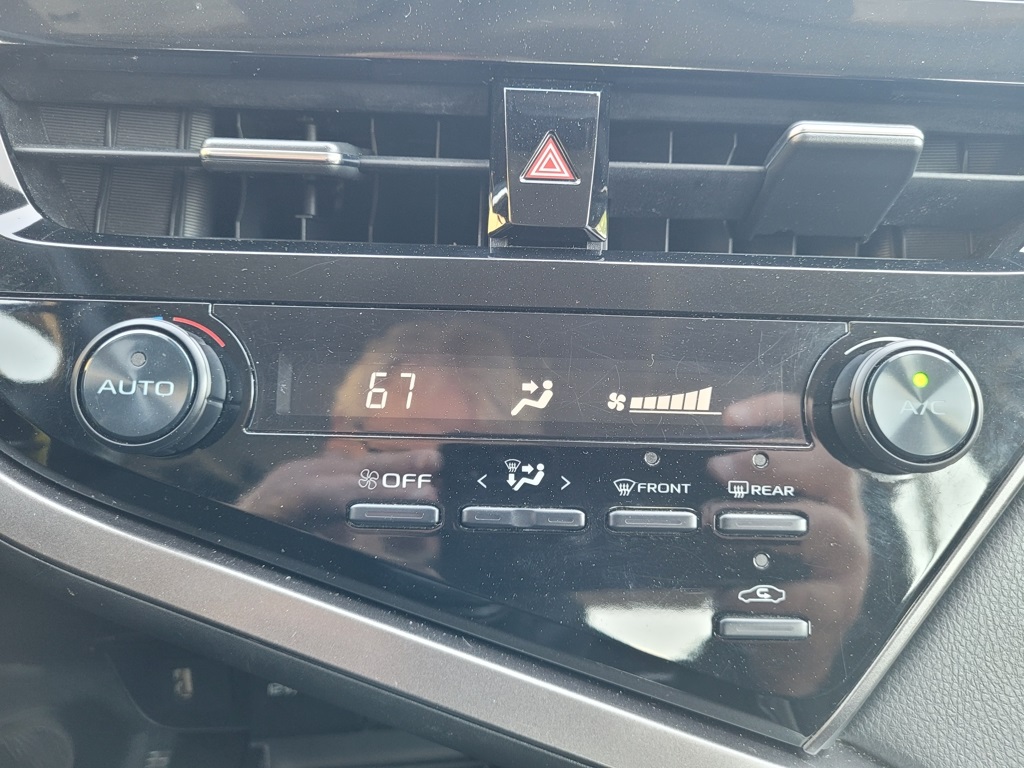 AUTO
67
A/C
OFF
< >
FRONT
REAR